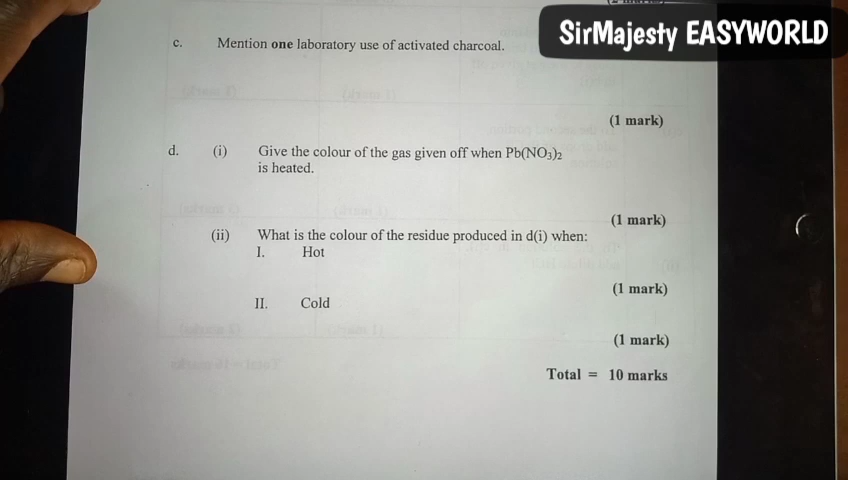 SirMajesty EASYWORLD
c. Mention one laboratory use of activated charcoal.
(1 mark)
d. (i) Give the colour of the gas given off when Pb(NO3)2
is heated.
(1 mark)
(ii) What is the colour of the residue produced in d(i) when:
I. Hot
(1 mark)
II. Cold
(1 mark)
Total = 10 marks